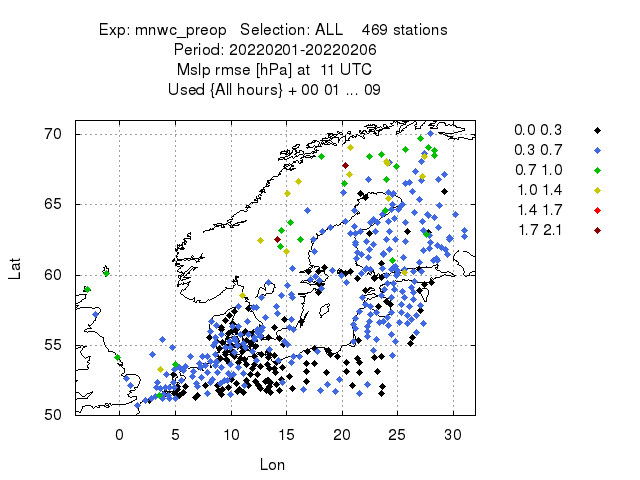 Exp: mnwc_preop   Selection: ALL    469 stations
Period: 20220201-20220206
Mslp rmse [hPa] at  11 UTC
Used {All hours} + 00 01 ... 09
70
65
60
55
50
Lat
0 5 10 15 20 25 30
Lon
0.0 0.3
0.3 0.7
0.7 1.0
1.0 1.4
1.4 1.7
1.7 2.1